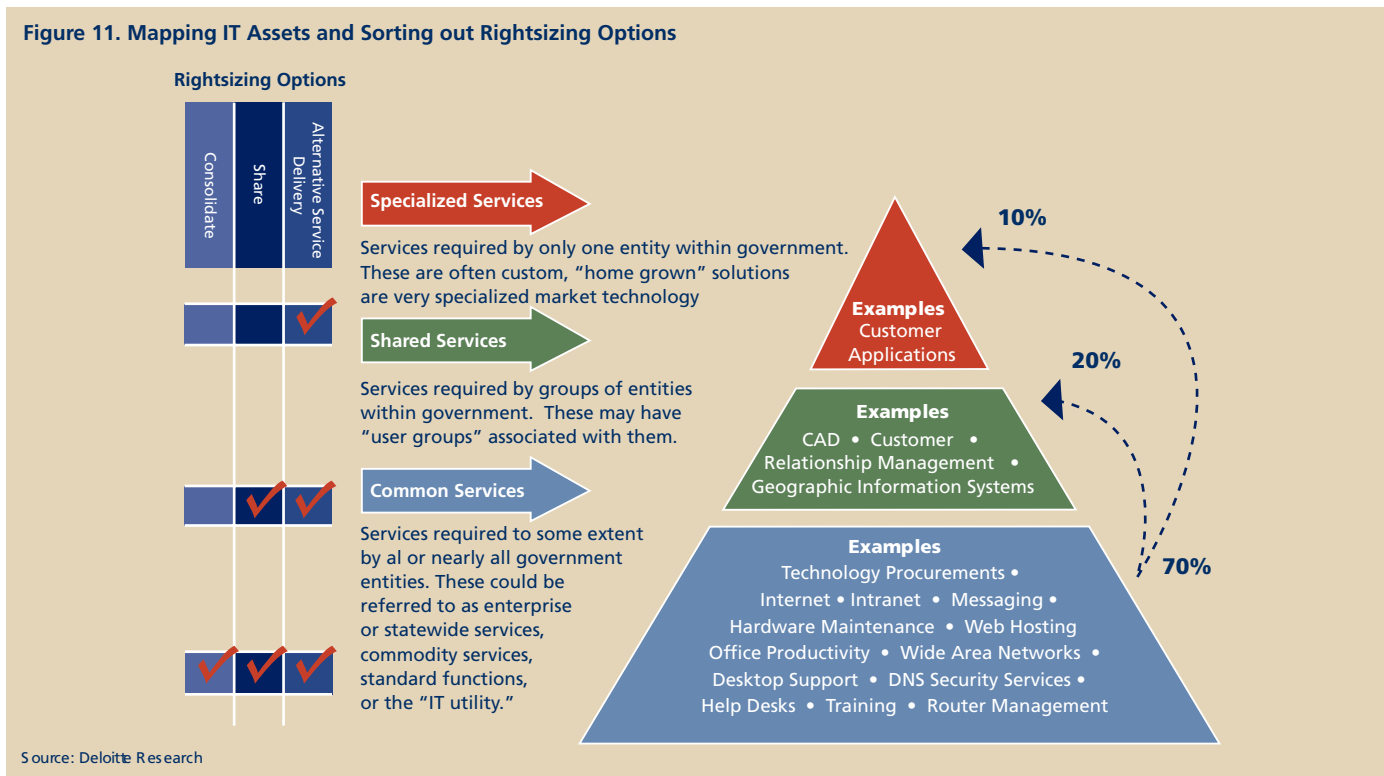 Figure 11. Mapping IT Assets and Sorting out Rightsizing Options
Rightsizing Options
Consolidate
Share
Alternative Service
Delivery
Specialized Services
Services required by only one entity within government.
These are often custom, “home grown” solutions
are very specialized market technology
Shared Services
Services required by groups of entities
within government. These may have
“user groups” associated with them.
Common Services
Services required to some extent
by al or nearly all government
entities. These could be
referred to as enterprise
or statewide services,
commodity services,
standard functions,
or the “IT utility.”
10%
Examples
Customer
Applications
20%
Examples
CAD • Customer •
Relationship Management •
Geographic Information Systems
70%
Examples
Technology Procurements •
Internet • Intranet • Messaging •
Hardware Maintenance • Web Hosting
Office Productivity • Wide Area Networks •
Desktop Support • DNS Security Services •
Help Desks • Training • Router Management
Source: Deloitte Research